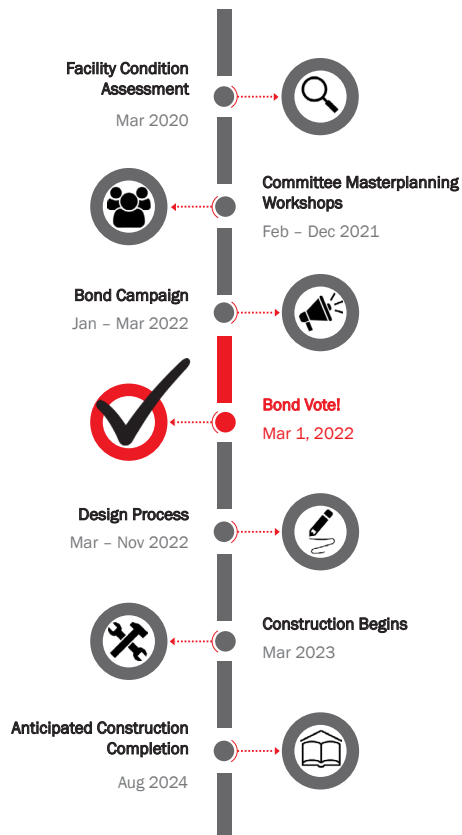 Facility Condition
Assessment
Mar 2020
Committee Masterplanning
Workshops
Feb – Dec 2021
Bond Campaign
Jan – Mar 2022
Bond Vote!
Mar 1, 2022
Design Process
Mar – Nov 2022
Construction Begins
Mar 2023
Anticipated Construction
Completion
Aug 2024